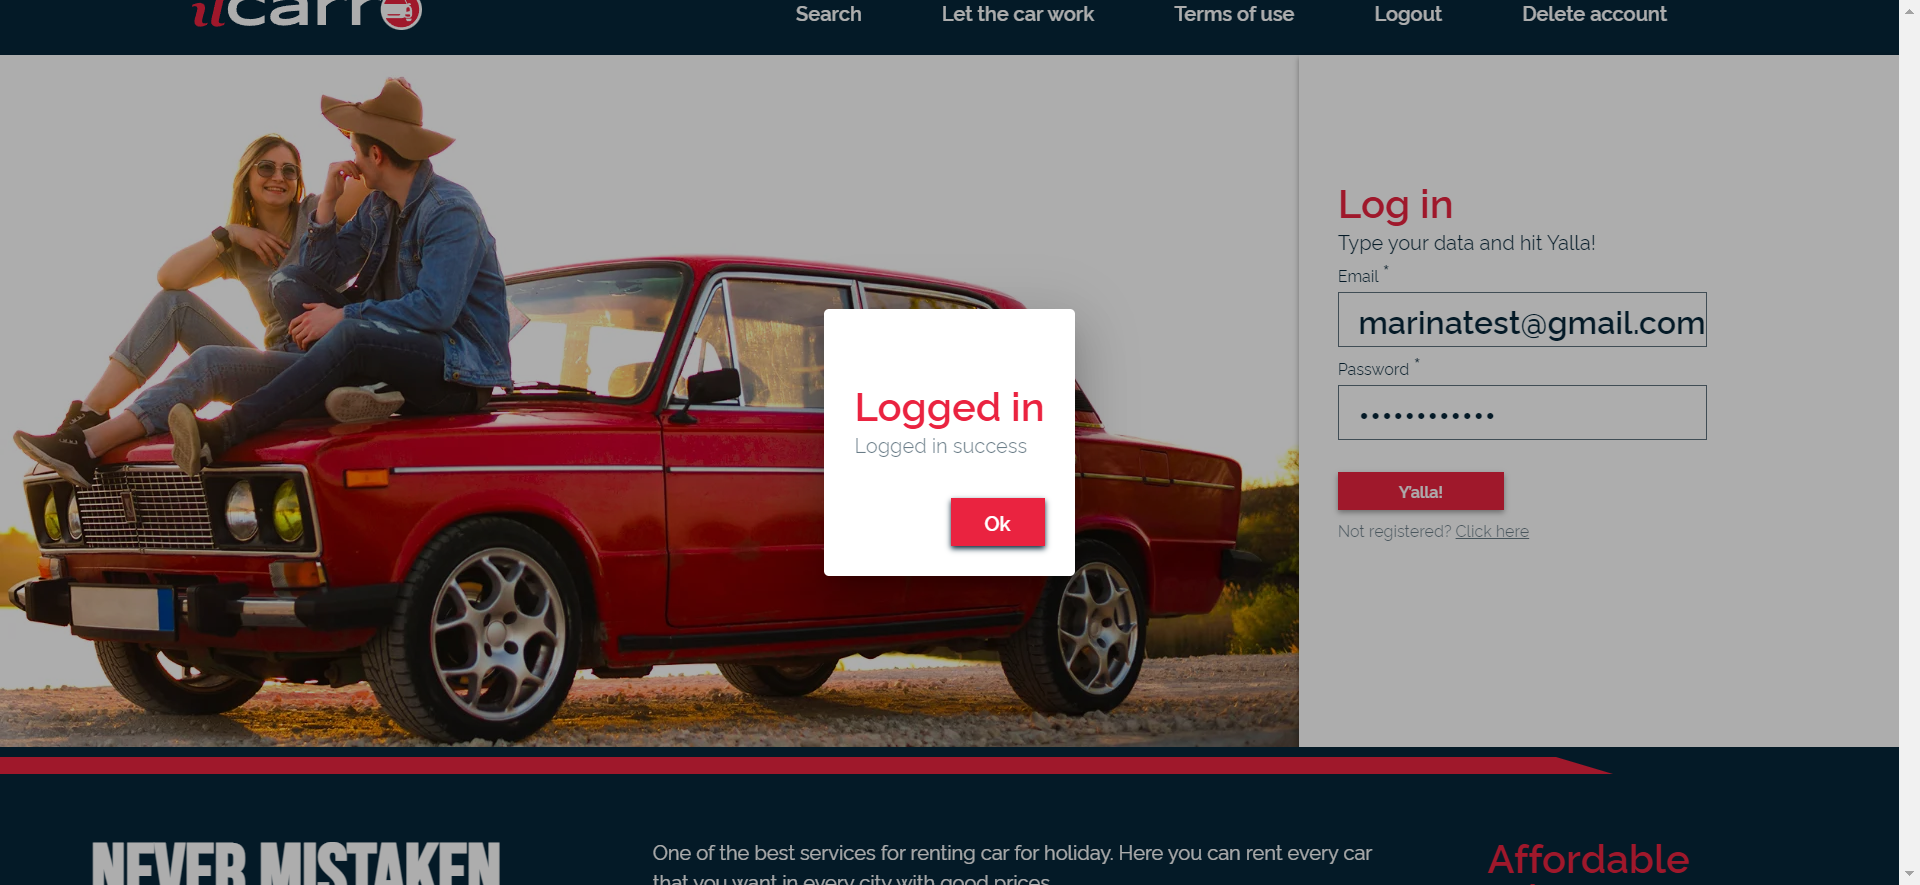 ilcarro
Search
Let the car work
Terms of use
Logout
Delete account
Log in
Type your data and hit Yalla!
Email *
marinatest@gmail.com
Password *
••••••••••••
Y'alla!
Not registered? Click here
Logged in
Logged in success
Ok
NEVER MISTAKEN
One of the best services for renting car for holiday. Here you can rent every car
that you want in every city with good prices
Affordable